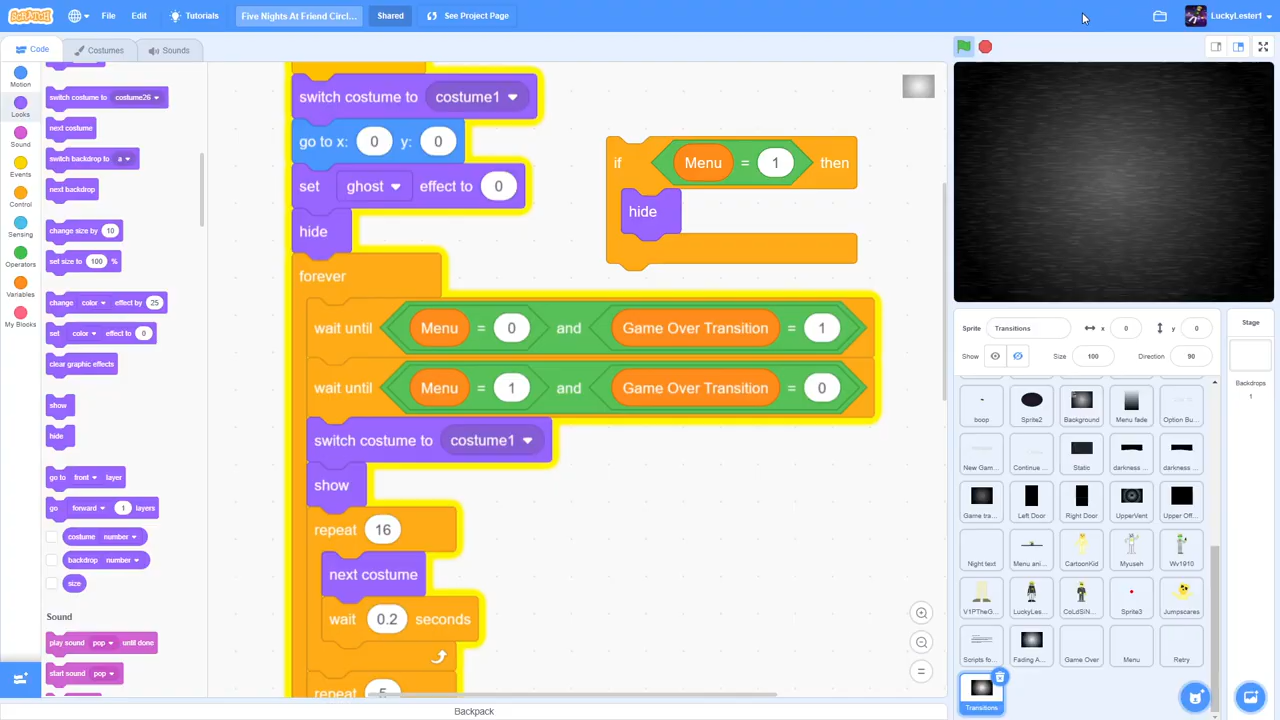 SCRATCH File Edit Tutorials Five Nights At Friend Circl... Shared See Project Page LuckyLester1
Code Costumes Sounds
Motion
Looks
Sound
Events
Control
Sensing
Operators
Variables
My Blocks
switch costume to costume26
next costume
switch backdrop to a
next backdrop
change size by 10
set size to 100 %
change color effect by 25
set color effect to 0
clear graphic effects
show
hide
go to front layer
go forward 1 layers
costume number
backdrop number
size
Sound
play sound pop until done
start sound pop
switch costume to costume1
go to x: 0 y: 0
set ghost effect to 0
hide
forever
wait until Menu = 0 and Game Over Transition = 1
wait until Menu = 1 and Game Over Transition = 0
switch costume to costume1
show
repeat 16
next costume
wait 0.2 seconds
repeat 5
if Menu = 1 then
hide
Sprite Transitions x 0 y 0
Show Size 100 Direction 90
Stage
Backdrops
1
boop Sprite2 Background Menu fade Option Bu...
New Gam... Continue ... Static darkness ... darkness ...
Game tra... Left Door Right Door UpperVent Upper Off...
Night text Menu ani... CartoonKid Myuseh Wv1910
V1PTheG... LuckyLes... CoLdSiN... Sprite3 Jumpscares
Scripts fo... Fading A... Game Over Menu Retry
Transitions
Backpack